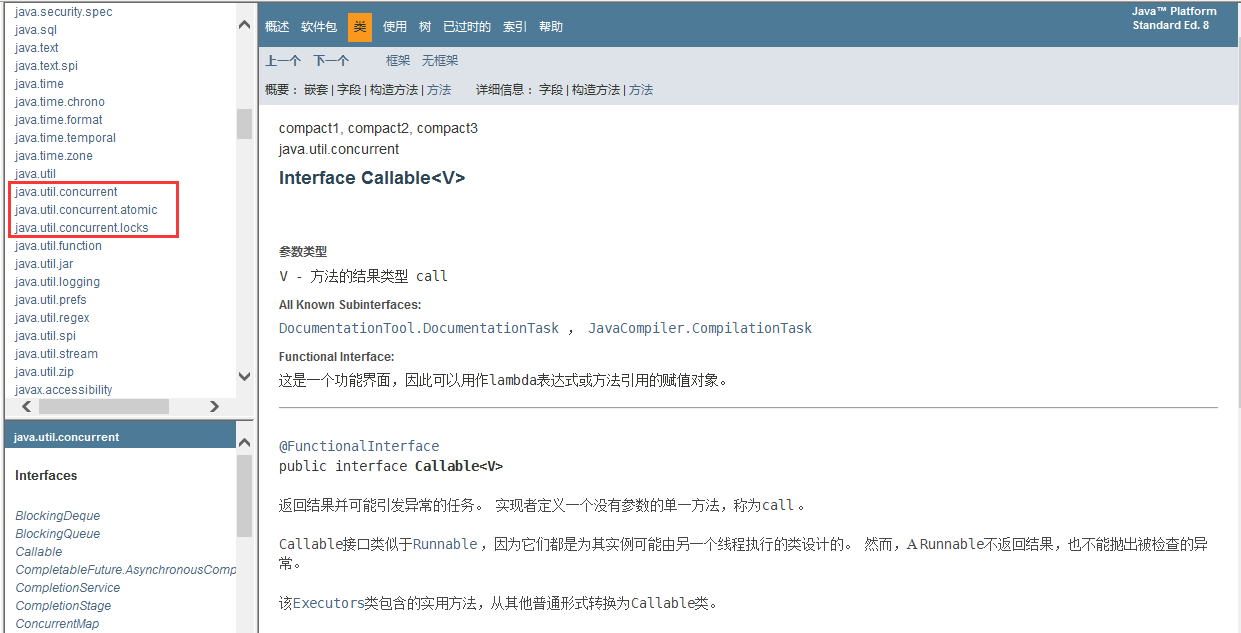 java.security.spec
java.sql
java.text
java.text.spi
java.time
java.time.chrono
java.time.format
java.time.temporal
java.time.zone
java.util
java.util.concurrent
java.util.concurrent.atomic
java.util.concurrent.locks
java.util.function
java.util.jar
java.util.logging
java.util.prefs
java.util.regex
java.util.spi
java.util.stream
java.util.zip
javax.accessibility
java.util.concurrent
Interfaces
BlockingDeque
BlockingQueue
Callable
CompletableFuture.AsynchronousComp
CompletionService
CompletionStage
ConcurrentMap
概述 软件包 类 使用 树 已过时的 索引 帮助
Java™ Platform
Standard Ed. 8
上一个 下一个 框架 无框架
概要： 嵌套 | 字段 | 构造方法 | 方法 详细信息： 字段 | 构造方法 | 方法
compact1, compact2, compact3
java.util.concurrent
Interface Callable<V>
参数类型
V - 方法的结果类型 call
All Known Subinterfaces:
DocumentationTool.DocumentationTask ， JavaCompiler.CompilationTask
Functional Interface:
这是一个功能界面，因此可以用作lambda表达式或方法引用的赋值对象。
@FunctionalInterface
public interface Callable<V>
返回结果并可能引发异常的任务。 实现者定义一个没有参数的单一方法，称为call 。
Callable接口类似于Runnable ，因为它们都是为其实例可能由另一个线程执行的类设计的。 然而，A Runnable不返回结果，也不能抛出被检查的异
常。
该Executors类包含的实用方法，从其他普通形式转换为Callable类。